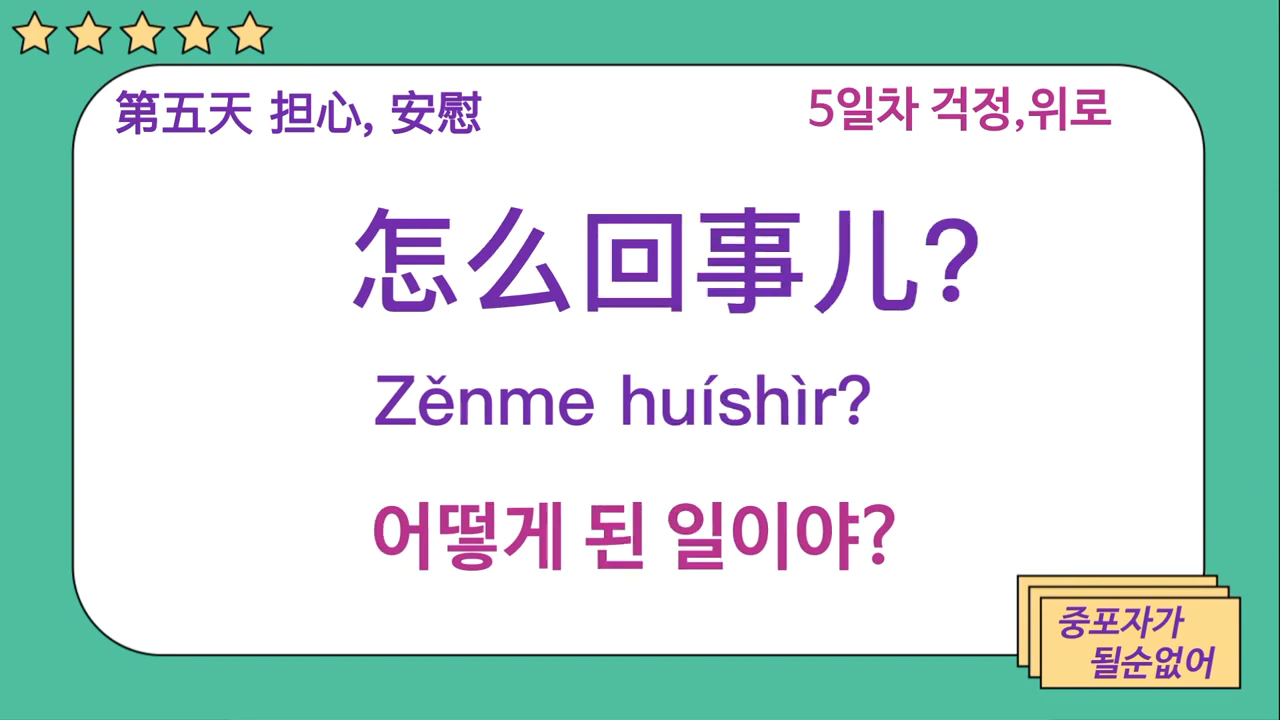 第五天 担心, 安慰
5일차 걱정,위로
怎么回事儿?
Zěnme huíshìr?
어떻게 된 일이야?
중포자가
될순없어